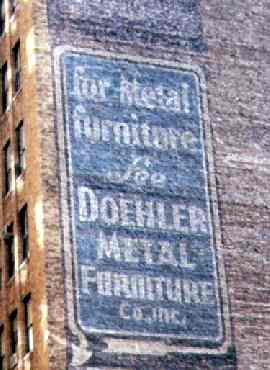 for Metal
furniture
See
DOEHLER
METAL
FURNITURE
Co. Inc.